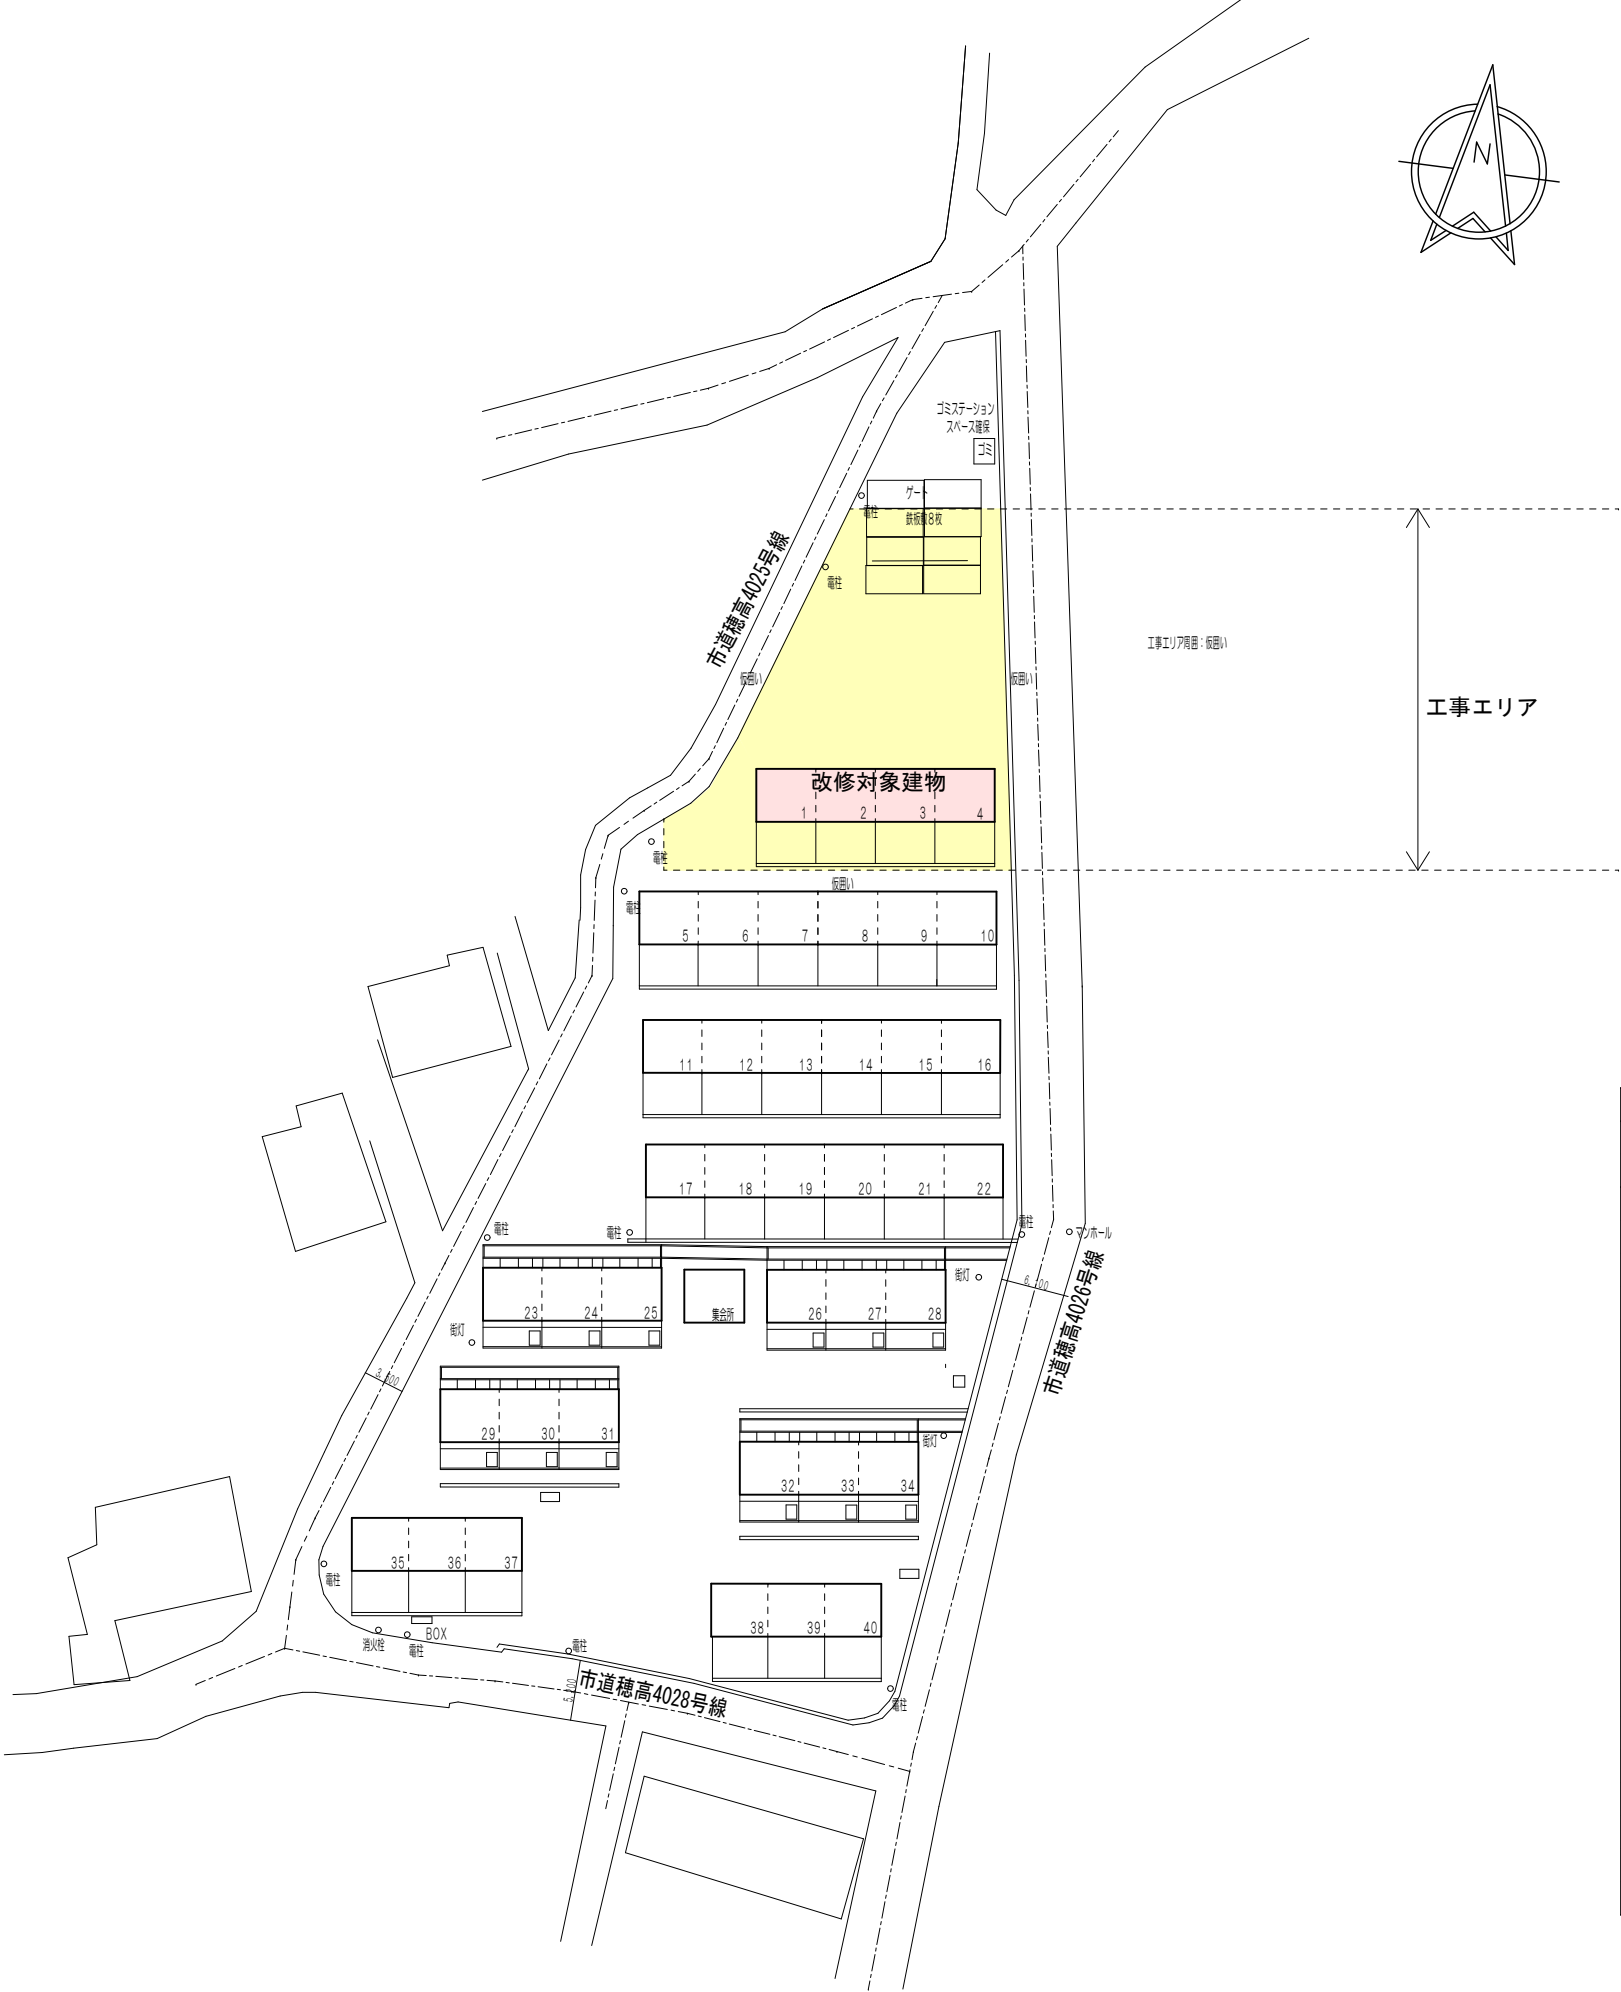 N
ゴミステーション
スペース確保
ゴミ
ゲート
電柱
鉄板敷8枚
電柱
市道穂高4025号線
工事エリア周囲：仮囲い
仮囲い
仮囲い
工事エリア
改修対象建物
1 2 3 4
電柱
仮囲い
電柱
5 6 7 8 9 10
11 12 13 14 15 16
17 18 19 20 21 22
電柱
電柱
電柱
マンホール
街灯
6,100
市道穂高4026号線
23 24 25
集会所
26 27 28
街灯
3,600
29 30 31
街灯
32 33 34
35 36 37
電柱
38 39 40
消火栓
電柱
BOX
電柱
市道穂高4028号線
電柱